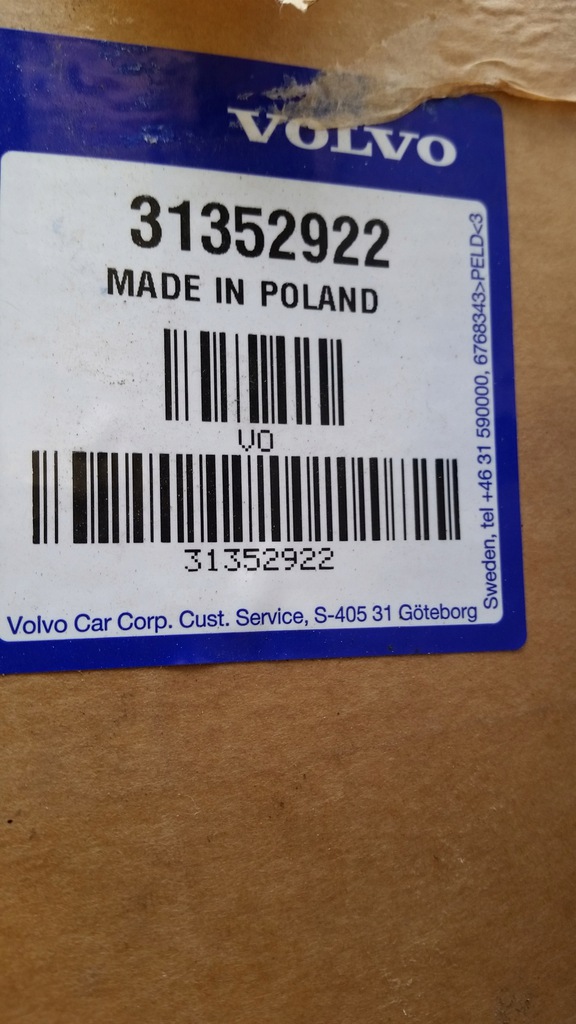 VOLVO
31352922
MADE IN POLAND
VO
31352922
Volvo Car Corp. Cust. Service, S-405 31 Göteborg
Sweden, tel +46 31 590000, 6768343>PELD<3